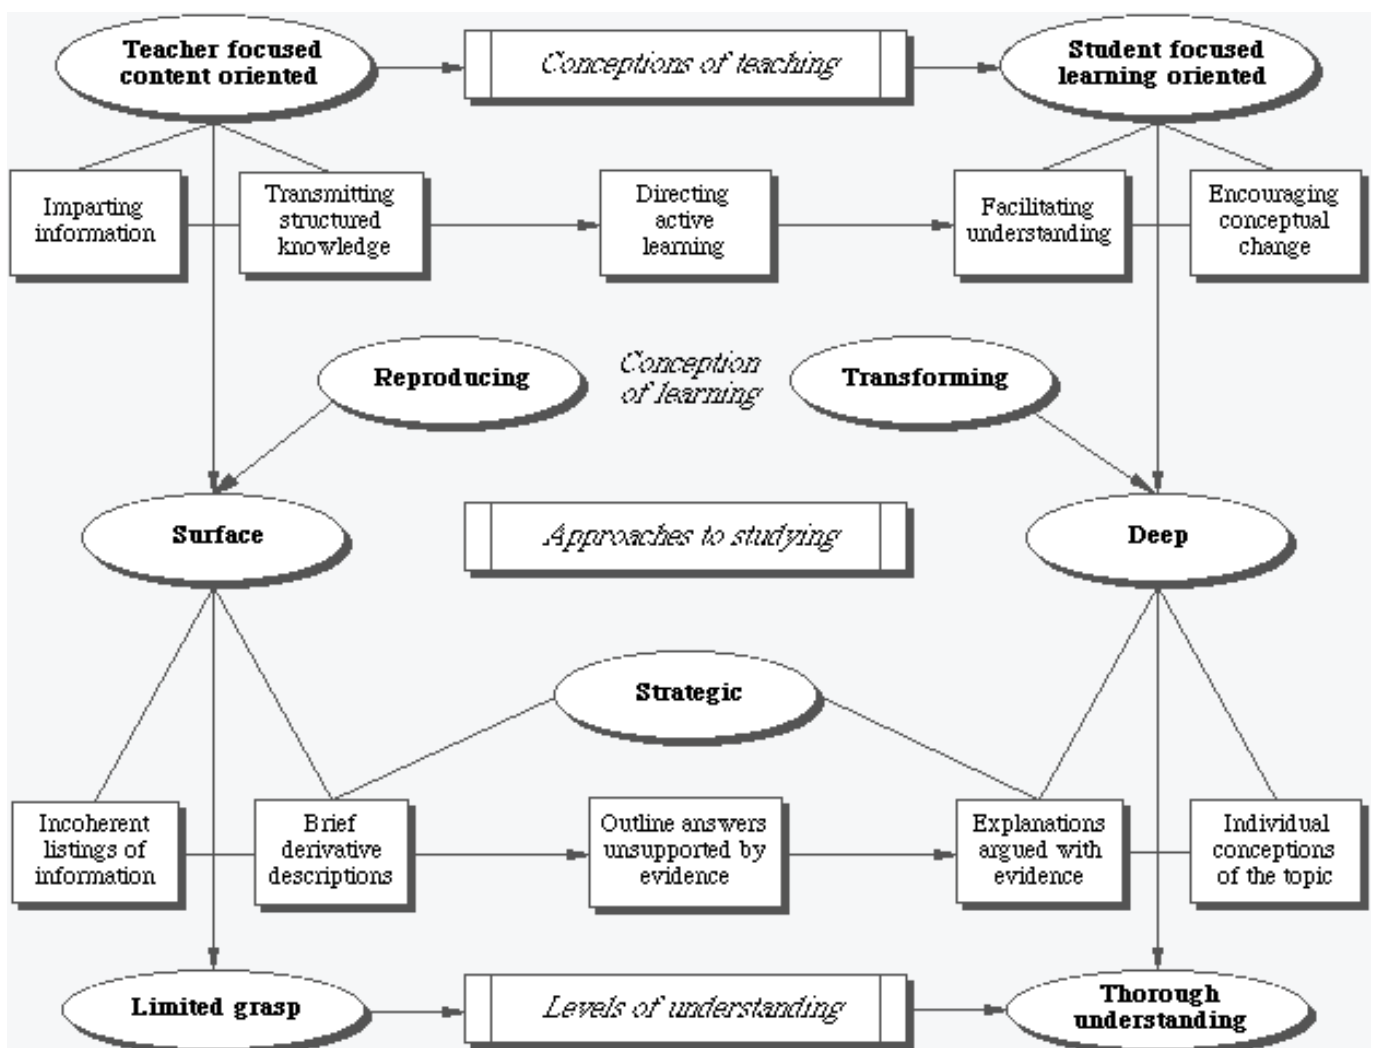 Teacher focused
content oriented
Conceptions of teaching
Student focused
learning oriented
Imparting
information
Transmitting
structured
knowledge
Directing
active
learning
Facilitating
understanding
Encouraging
conceptual
change
Reproducing
Conception
of learning
Transforming
Surface
Approaches to studying
Deep
Strategic
Incoherent
listings of
information
Brief
derivative
descriptions
Outline answers
unsupported by
evidence
Explanations
argued with
evidence
Individual
conceptions
of the topic
Limited grasp
Levels of understanding
Thorough
understanding